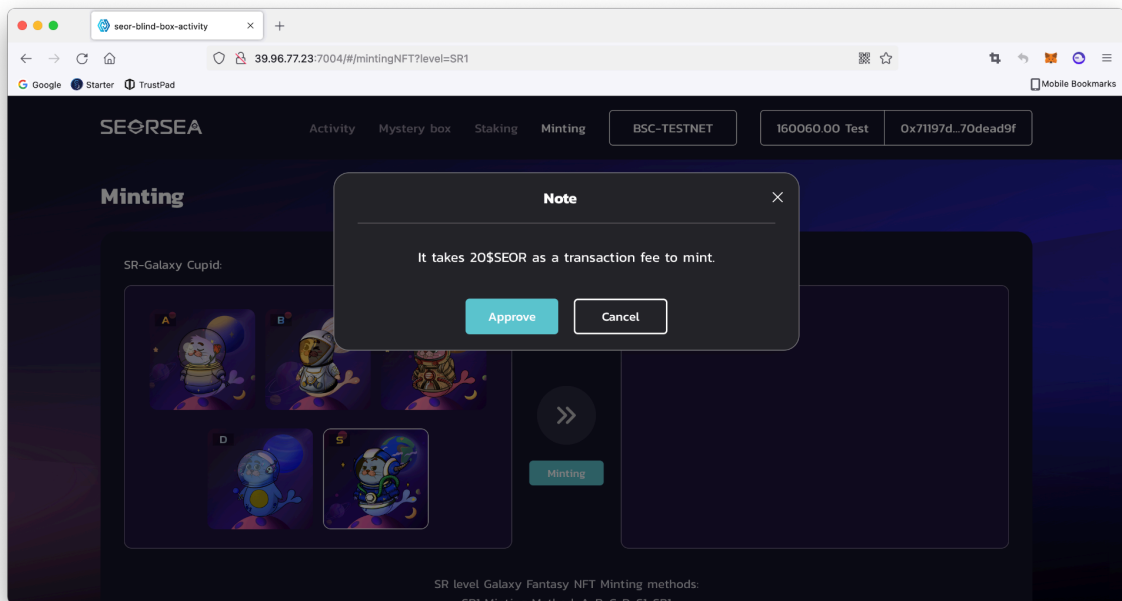 seor-blind-box-activity
39.96.77.23:7004/#/mintingNFT?level=SR1
Google Starter TrustPad Mobile Bookmarks
SEORSEA Activity Mystery box Staking Minting BSC-TESTNET 160060.00 Test 0x71197d...70dead9f
Minting
Note
SR-Galaxy Cupid:
It takes 20$SEOR as a transaction fee to mint.
Approve Cancel
A B
D S
Minting
SR level Galaxy Fantasy NFT Minting methods: